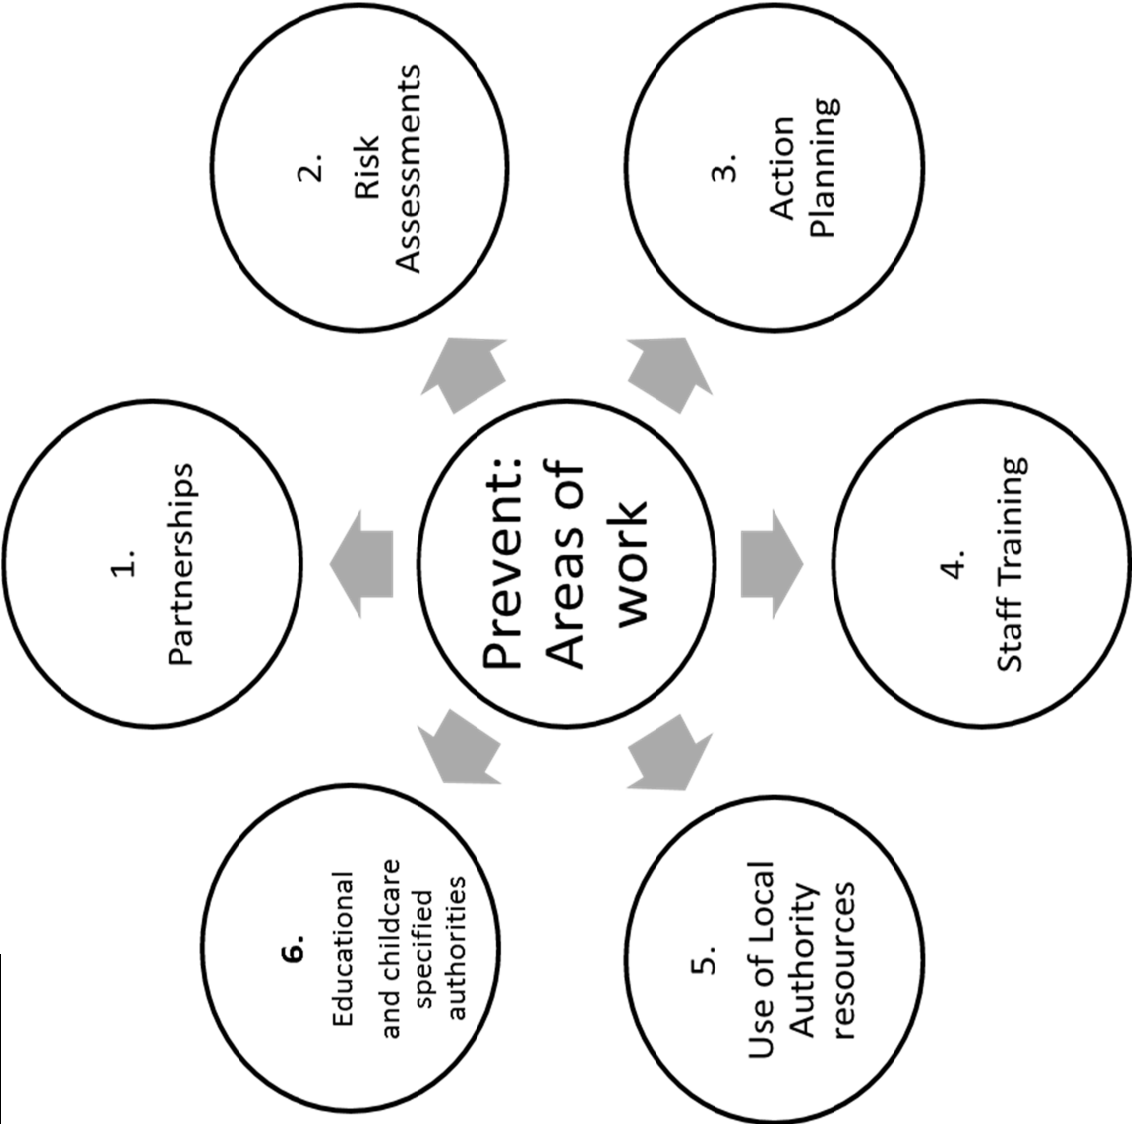 Prevent:
Areas of
work
1.
Partnerships
2.
Risk
Assessments
3.
Action
Planning
4.
Staff Training
5.
Use of Local
Authority
resources
6.
Educational
and childcare
specified
authorities